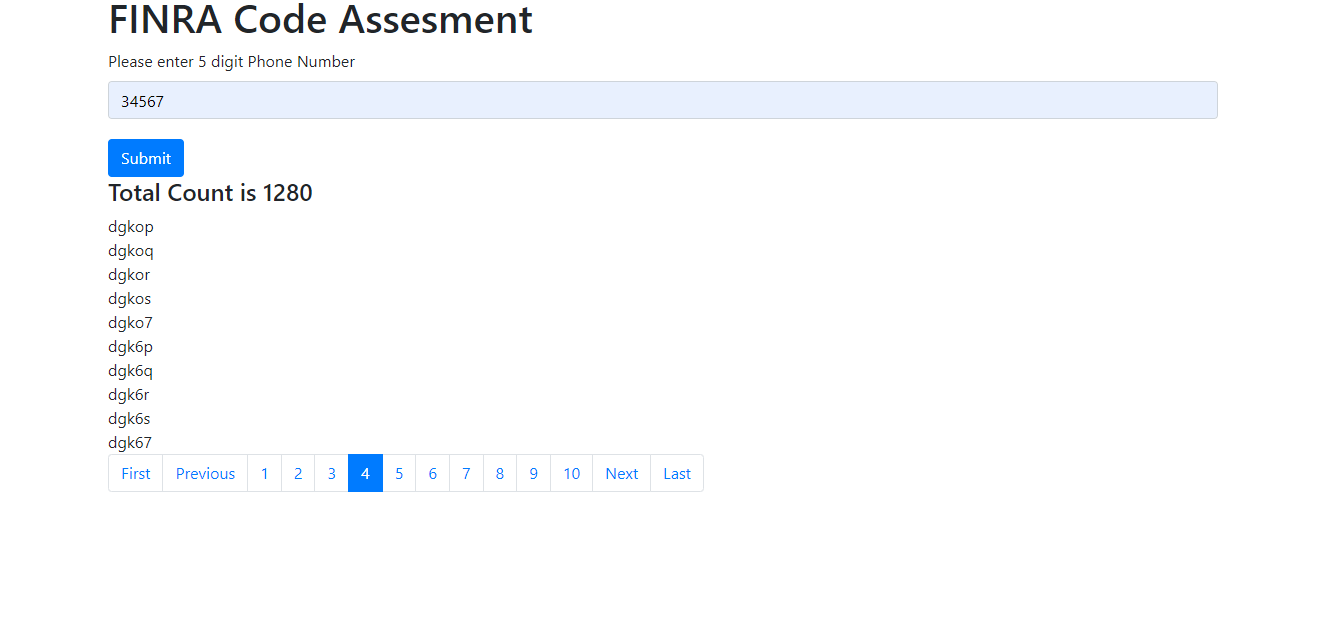 FINRA Code Assesment
Please enter 5 digit Phone Number
34567
Submit
Total Count is 1280
dgkop
dgkoq
dgkor
dgkos
dgko7
dgk6p
dgk6q
dgk6r
dgk6s
dgk67
First Previous 1 2 3 4 5 6 7 8 9 10 Next Last